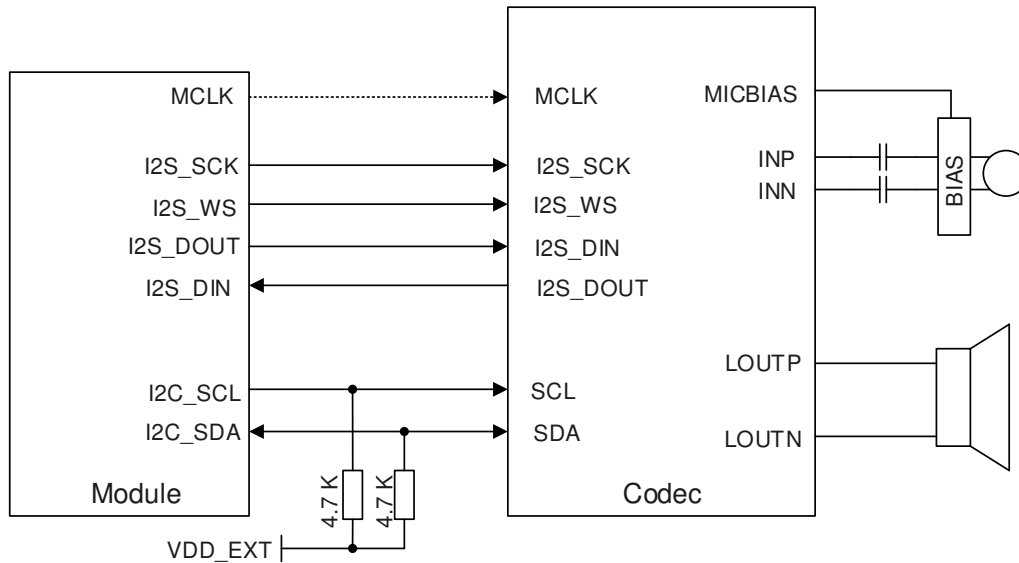 MCLK
I2S_SCK
I2S_WS
I2S_DOUT
I2S_DIN
I2C_SCL
I2C_SDA
Module
4.7 K
4.7 K
VDD_EXT
MCLK
I2S_SCK
I2S_WS
I2S_DIN
I2S_DOUT
SCL
SDA
Codec
MICBIAS
INP
INN
LOUTP
LOUTN
BIAS